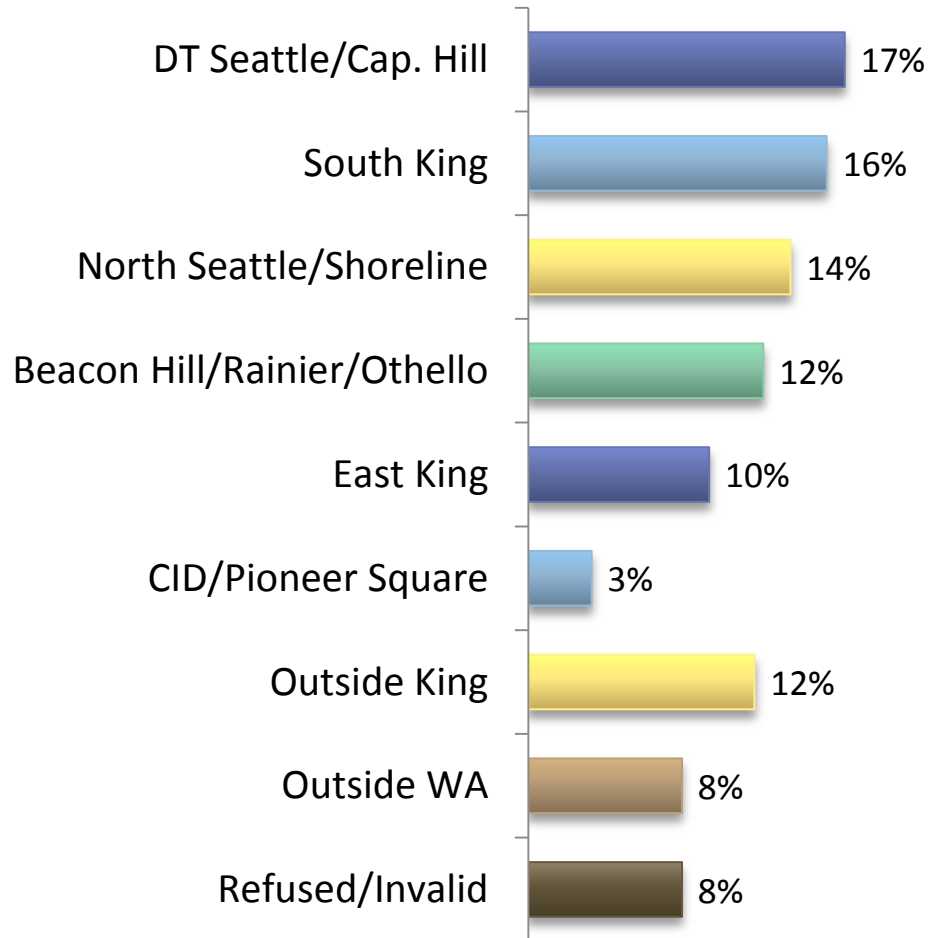 DT Seattle/Cap. Hill 17%
South King 16%
North Seattle/Shoreline 14%
Beacon Hill/Rainier/Othello 12%
East King 10%
CID/Pioneer Square 3%
Outside King 12%
Outside WA 8%
Refused/Invalid 8%